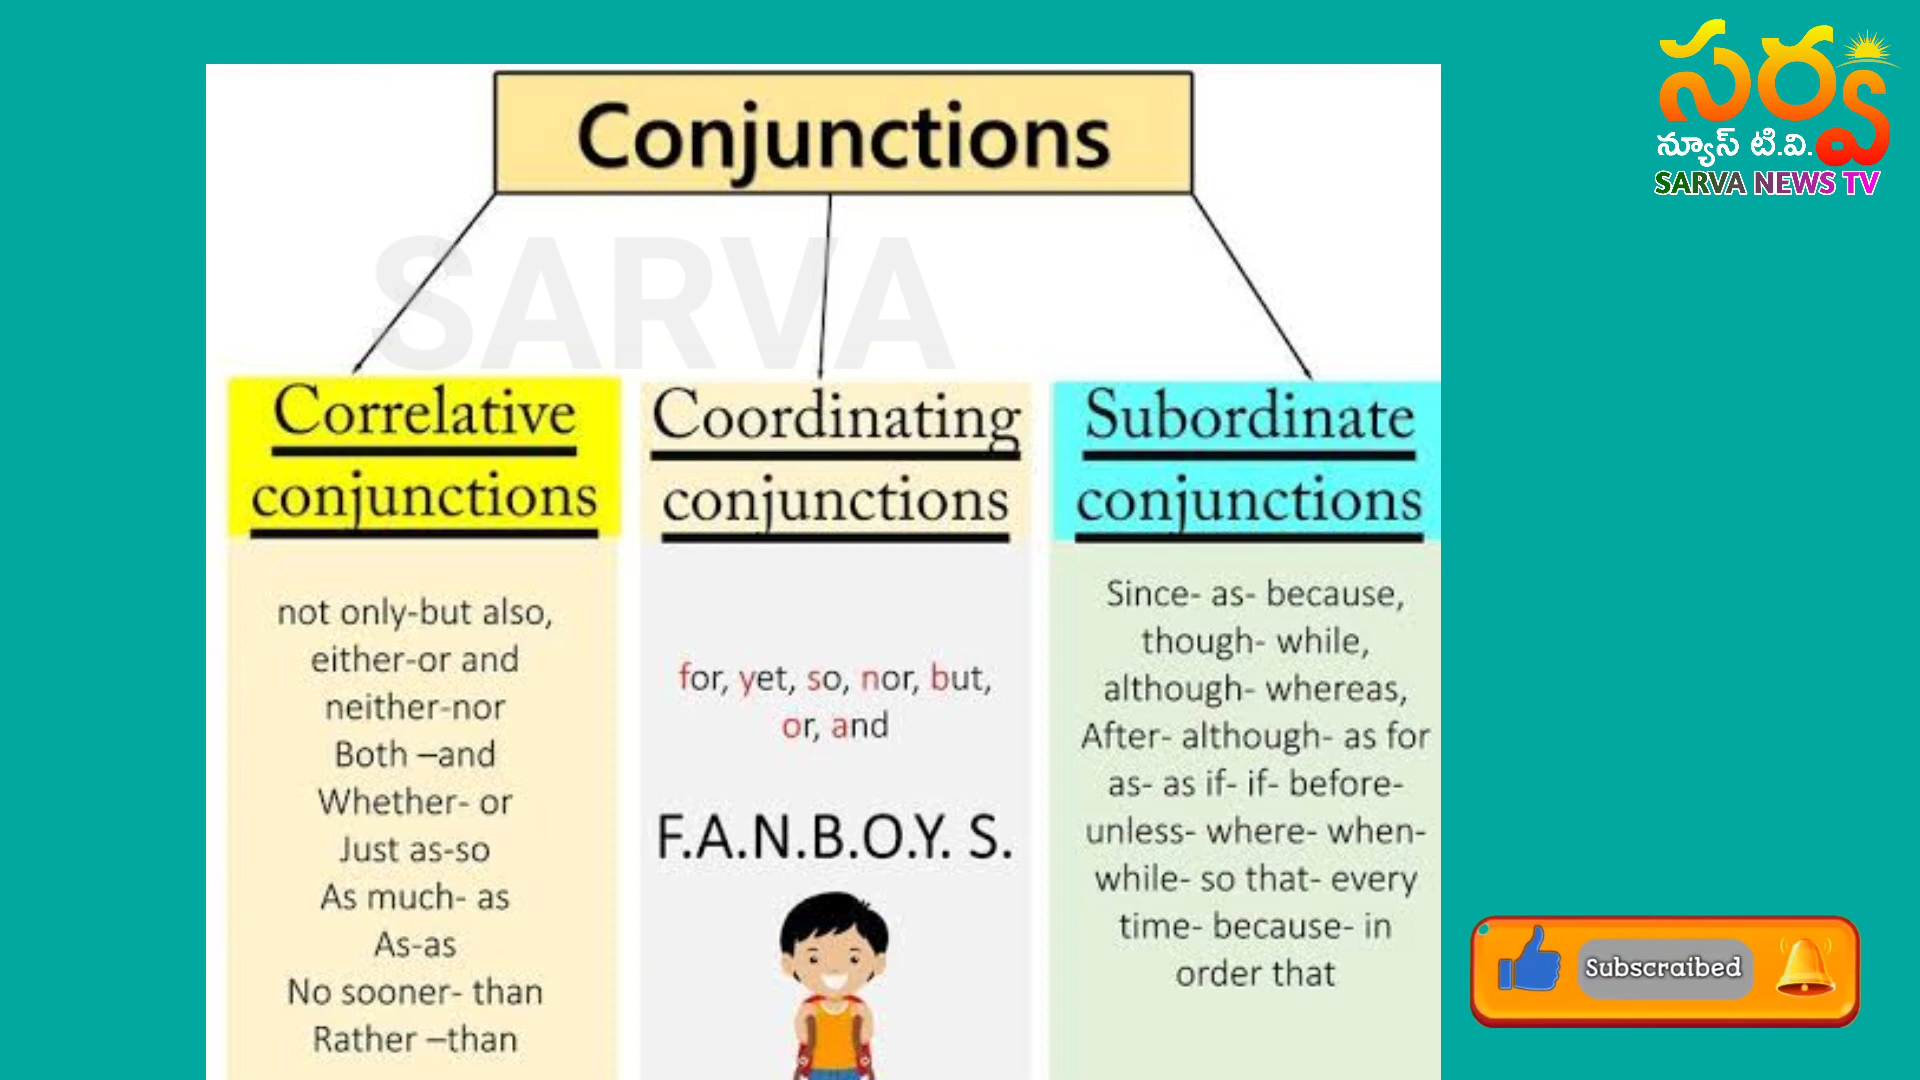 Conjunctions
SARVA
Correlative
conjunctions
not only-but also,
either-or and
neither-nor
Both –and
Whether- or
Just as-so
As much- as
As-as
No sooner- than
Rather –than
Coordinating
conjunctions
for, yet, so, nor, but,
or, and
F.A.N.B.O.Y. S.
Subordinate
conjunctions
Since- as- because,
though- while,
although- whereas,
After- although- as for
as- as if- if- before-
unless- where- when-
while- so that- every
time- because- in
order that
సర్వ
న్యూస్ టి.వి.
SARVA NEWS TV
Subscraibed